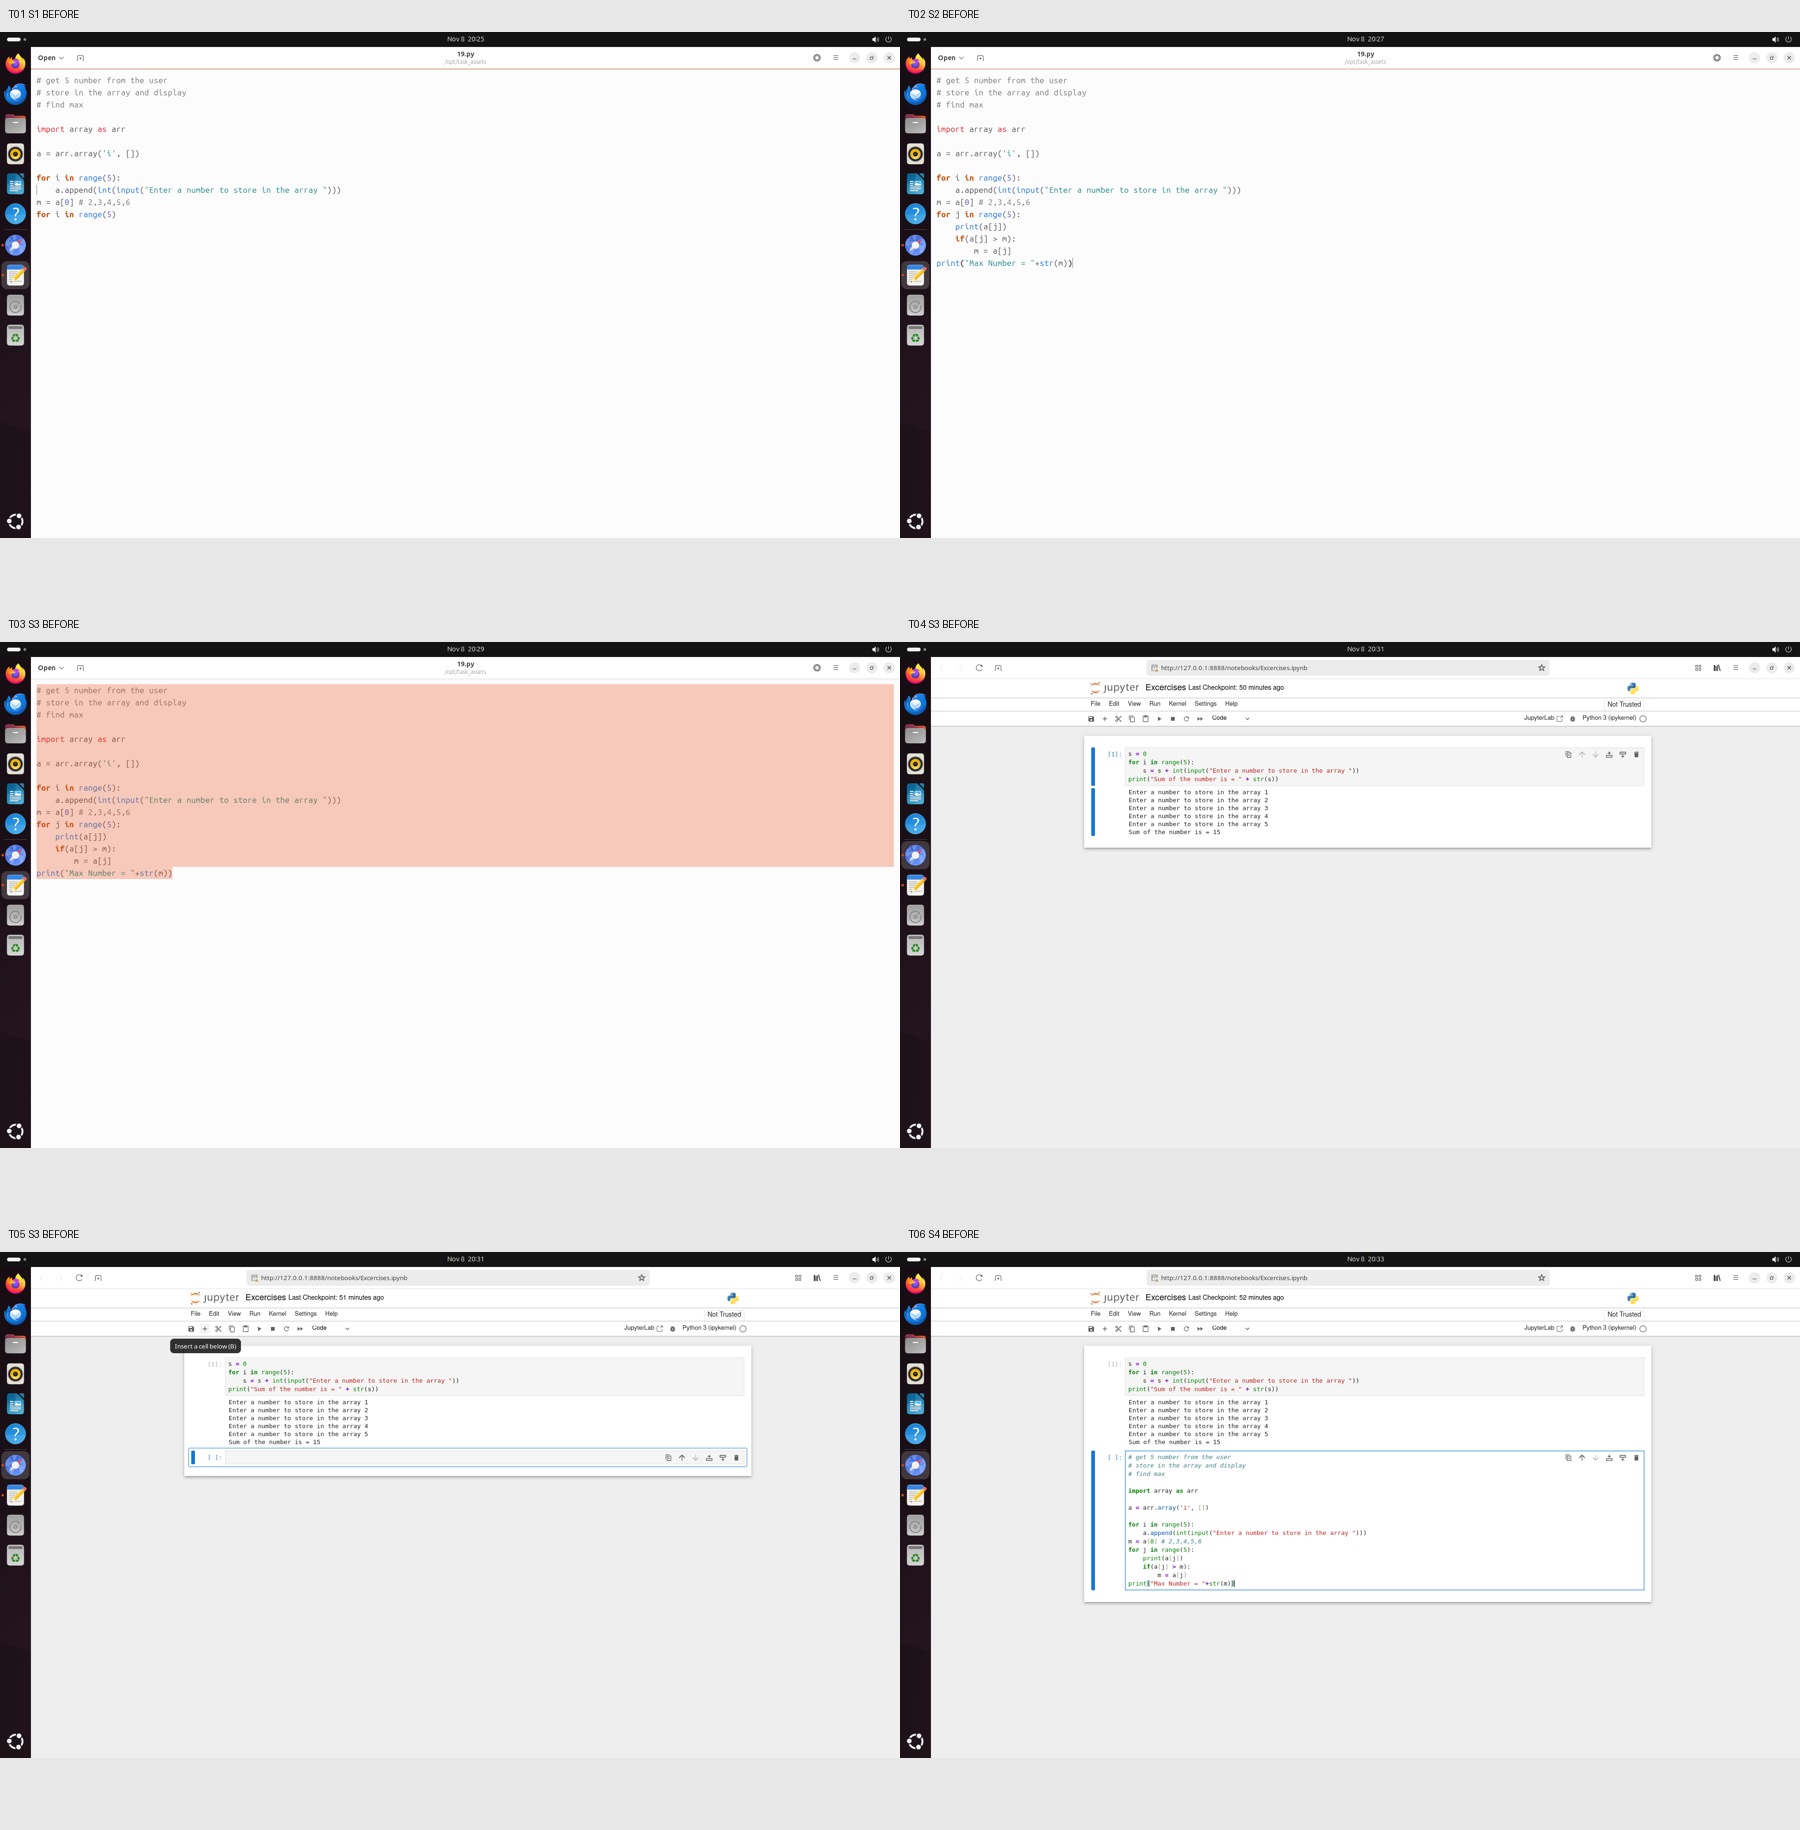 T01 S1 BEFORE
Nov 8 20:25
Open
19.py
/opt/task_assets
# get 5 number from the user
# store in the array and display
# find max
import array as arr
a = arr.array('i', [])
for i in range(5):
    a.append(int(input("Enter a number to store in the array ")))
m = a[0] # 2,3,4,5,6
for i in range(5)
T02 S2 BEFORE
Nov 8 20:27
Open
19.py
/opt/task_assets
# get 5 number from the user
# store in the array and display
# find max
import array as arr
a = arr.array('i', [])
for i in range(5):
    a.append(int(input("Enter a number to store in the array ")))
m = a[0] # 2,3,4,5,6
for j in range(5):
    print(a[j])
    if(a[j] > m):
        m = a[j]
print("Max Number = "+str(m))
T03 S3 BEFORE
Nov 8 20:29
Open
19.py
/opt/task_assets
# get 5 number from the user
# store in the array and display
# find max
import array as arr
a = arr.array('i', [])
for i in range(5):
    a.append(int(input("Enter a number to store in the array ")))
m = a[0] # 2,3,4,5,6
for j in range(5):
    print(a[j])
    if(a[j] > m):
        m = a[j]
print("Max Number = "+str(m))
T04 S3 BEFORE
Nov 8 20:31
http://127.0.0.1:8888/notebooks/Excercises.ipynb
jupyter Excercises Last Checkpoint: 50 minutes ago
File Edit View Run Kernel Settings Help
Not Trusted
Code
JupyterLab
Python 3 (ipykernel)
[1]: s = 0
for i in range(5):
    s = s + int(input("Enter a number to store in the array "))
print("Sum of the number is = " + str(s))
Enter a number to store in the array 1
Enter a number to store in the array 2
Enter a number to store in the array 3
Enter a number to store in the array 4
Enter a number to store in the array 5
Sum of the number is = 15
T05 S3 BEFORE
Nov 8 20:31
http://127.0.0.1:8888/notebooks/Excercises.ipynb
jupyter Excercises Last Checkpoint: 51 minutes ago
File Edit View Run Kernel Settings Help
Not Trusted
Code
JupyterLab
Python 3 (ipykernel)
Insert a cell below (B)
[1]: s = 0
for i in range(5):
    s = s + int(input("Enter a number to store in the array "))
print("Sum of the number is = " + str(s))
Enter a number to store in the array 1
Enter a number to store in the array 2
Enter a number to store in the array 3
Enter a number to store in the array 4
Enter a number to store in the array 5
Sum of the number is = 15
[ ]:
T06 S4 BEFORE
Nov 8 20:33
http://127.0.0.1:8888/notebooks/Excercises.ipynb
jupyter Excercises Last Checkpoint: 52 minutes ago
File Edit View Run Kernel Settings Help
Not Trusted
Code
JupyterLab
Python 3 (ipykernel)
[1]: s = 0
for i in range(5):
    s = s + int(input("Enter a number to store in the array "))
print("Sum of the number is = " + str(s))
Enter a number to store in the array 1
Enter a number to store in the array 2
Enter a number to store in the array 3
Enter a number to store in the array 4
Enter a number to store in the array 5
Sum of the number is = 15
[ ]: # get 5 number from the user
# store in the array and display
# find max
import array as arr
a = arr.array('i', [])
for i in range(5):
    a.append(int(input("Enter a number to store in the array ")))
m = a[0] # 2,3,4,5,6
for j in range(5):
    print(a[j])
    if(a[j] > m):
        m = a[j]
print("Max Number = "+str(m))